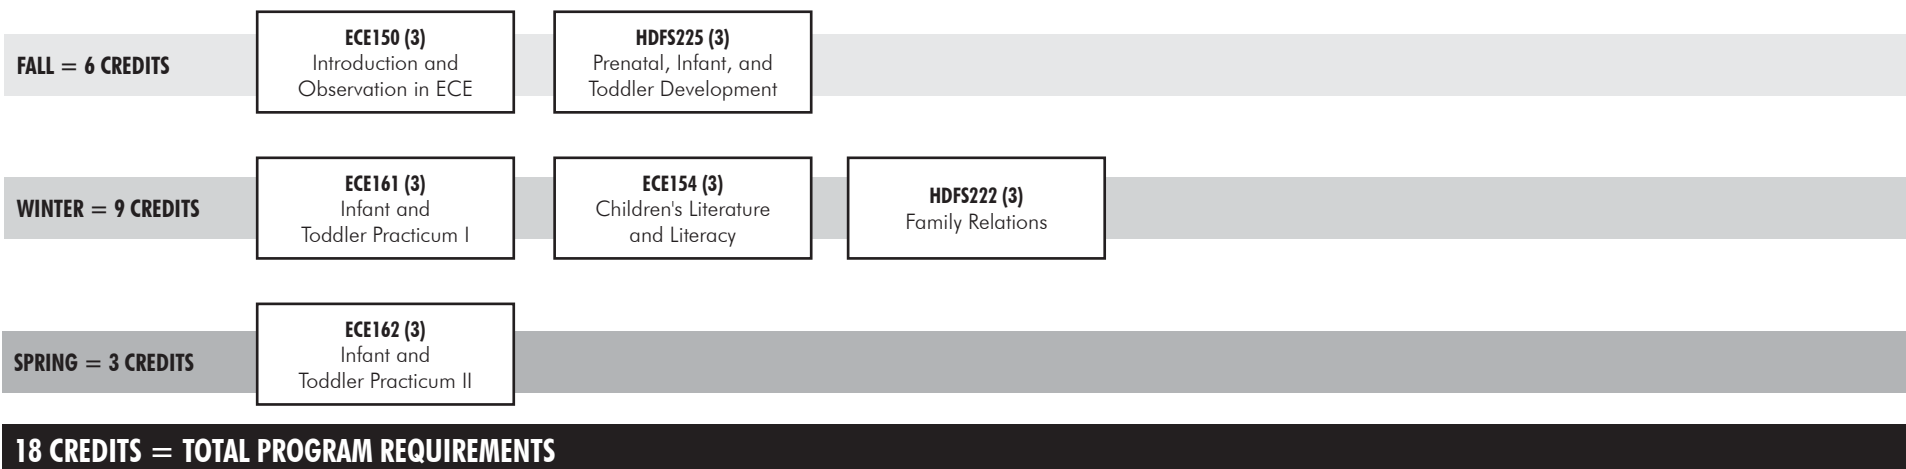 FALL = 6 CREDITS
ECE150 (3)
Introduction and
Observation in ECE
HDFS225 (3)
Prenatal, Infant, and
Toddler Development
WINTER = 9 CREDITS
ECE161 (3)
Infant and
Toddler Practicum I
ECE154 (3)
Children's Literature
and Literacy
HDFS222 (3)
Family Relations
SPRING = 3 CREDITS
ECE162 (3)
Infant and
Toddler Practicum II
18 CREDITS = TOTAL PROGRAM REQUIREMENTS